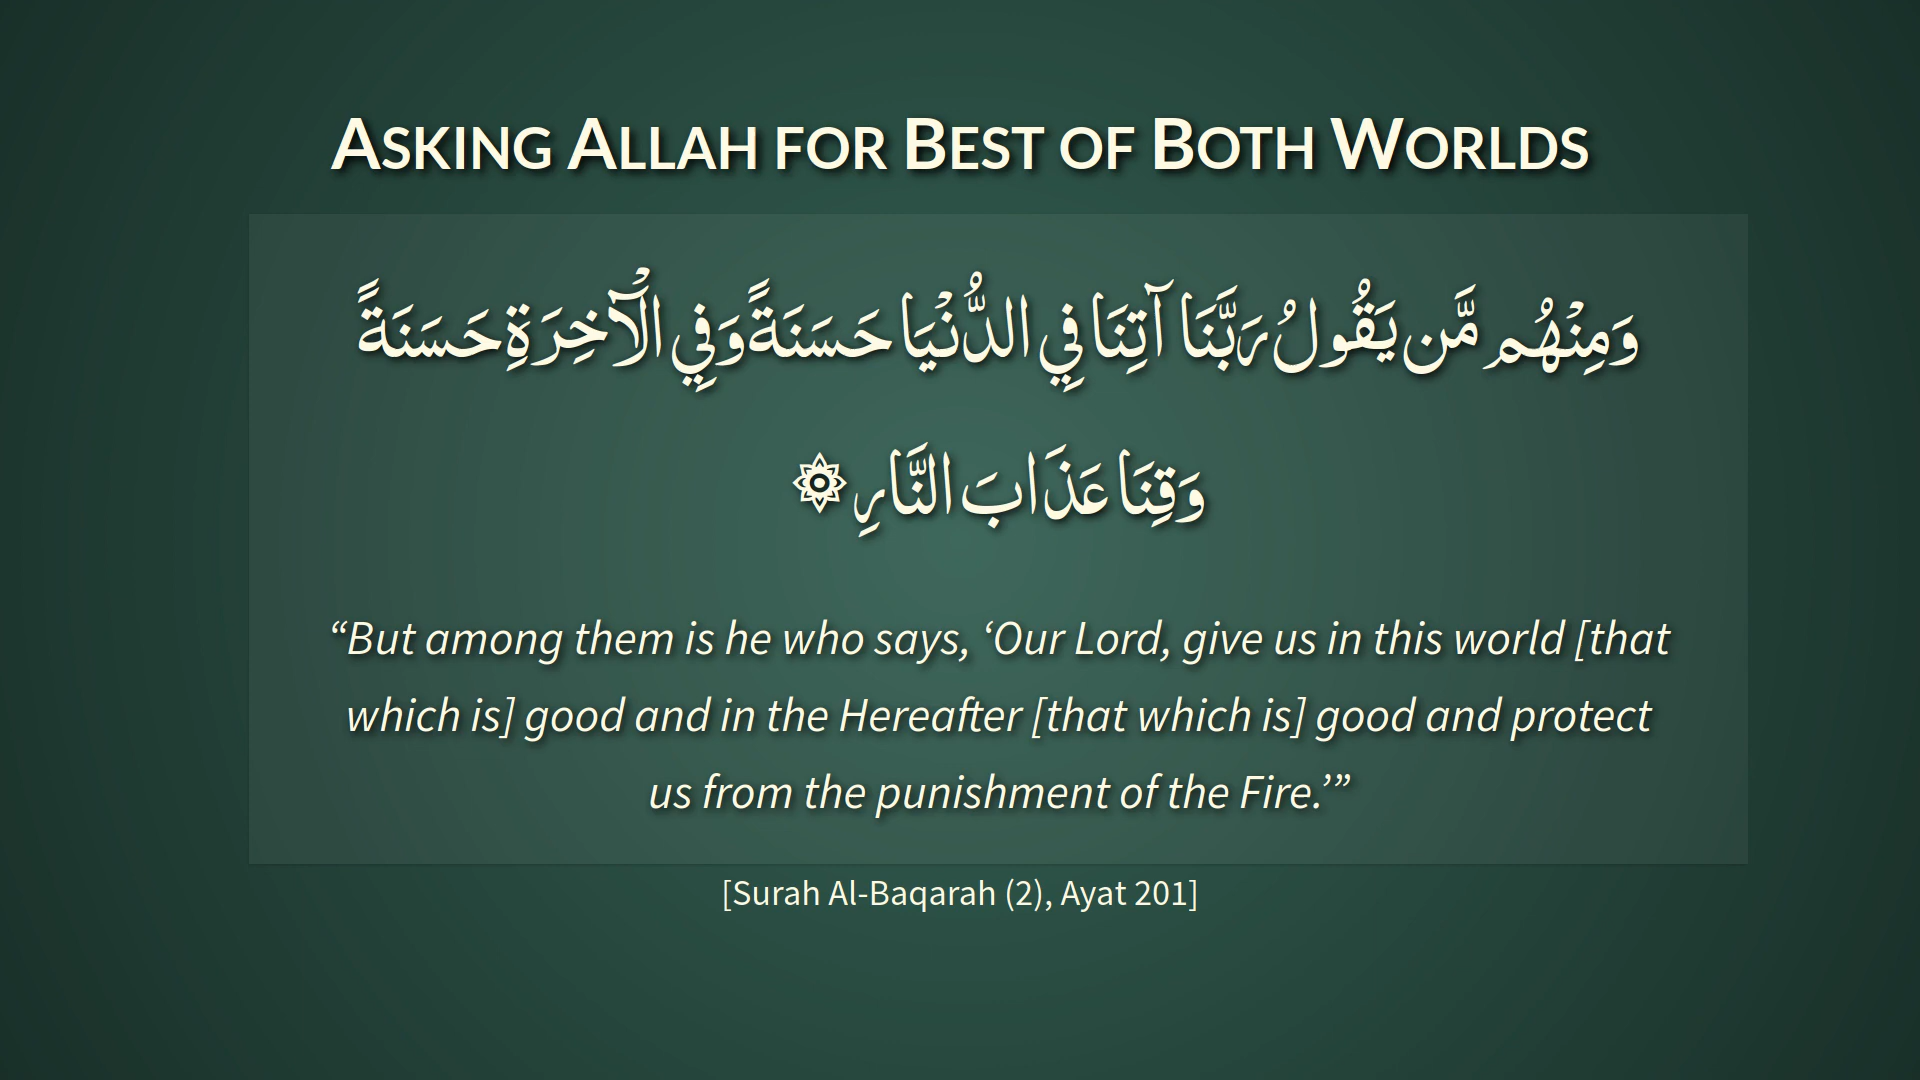 Asking Allah for Best of Both Worlds
وَمِنْهُم مَّن يَقُولُ رَبَّنَا آتِنَا فِي الدُّنْيَا حَسَنَةً وَفِي الْآخِرَةِ حَسَنَةً
وَقِنَا عَذَابَ النَّارِ ۞
“But among them is he who says, ‘Our Lord, give us in this world [that
which is] good and in the Hereafter [that which is] good and protect
us from the punishment of the Fire.’”
[Surah Al-Baqarah (2), Ayat 201]